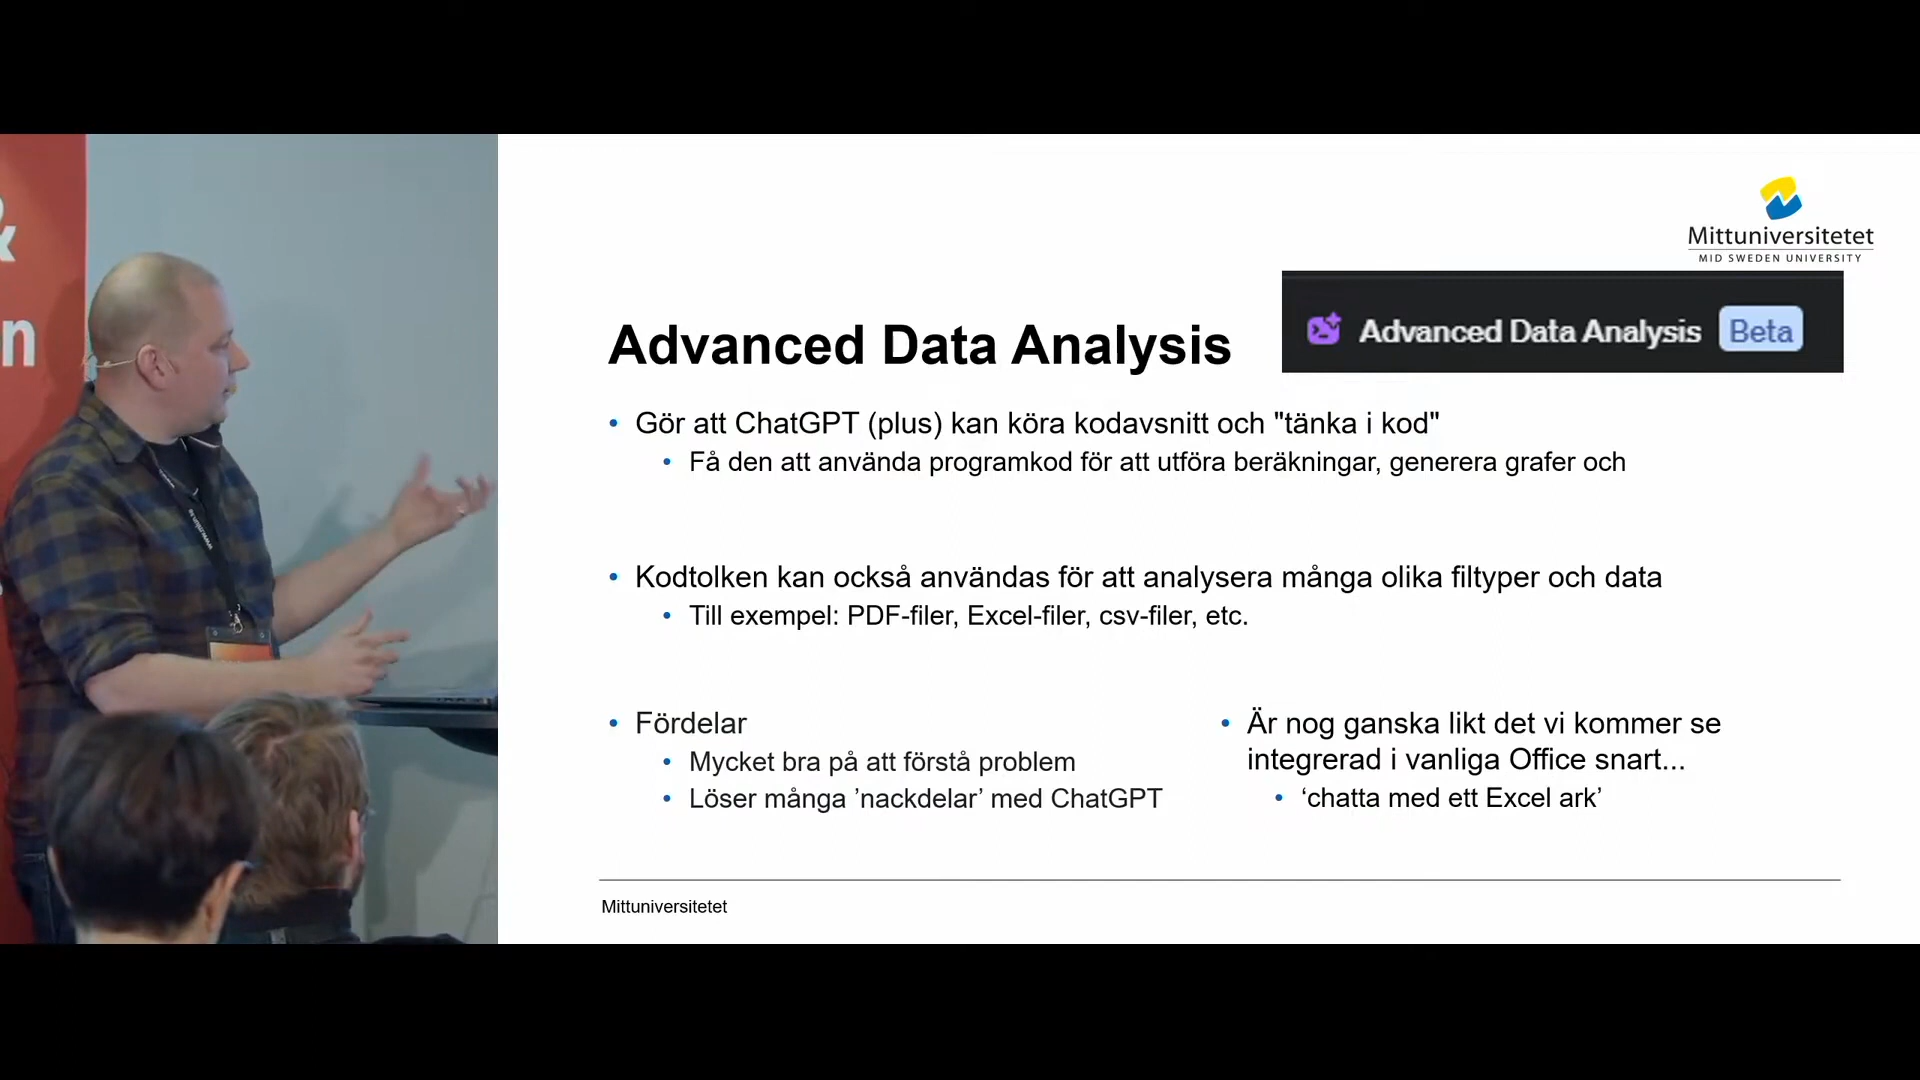 &
n
Mittuniversitetet
MID SWEDEN UNIVERSITY
Advanced Data Analysis
Advanced Data Analysis Beta
• Gör att ChatGPT (plus) kan köra kodavsnitt och "tänka i kod"
• Få den att använda programkod för att utföra beräkningar, generera grafer och
• Kodtolken kan också användas för att analysera många olika filtyper och data
• Till exempel: PDF-filer, Excel-filer, csv-filer, etc.
• Fördelar
• Mycket bra på att förstå problem
• Löser många ’nackdelar’ med ChatGPT
• Är nog ganska likt det vi kommer se
integrerad i vanliga Office snart...
• ‘chatta med ett Excel ark’
Mittuniversitetet
www.miun.se